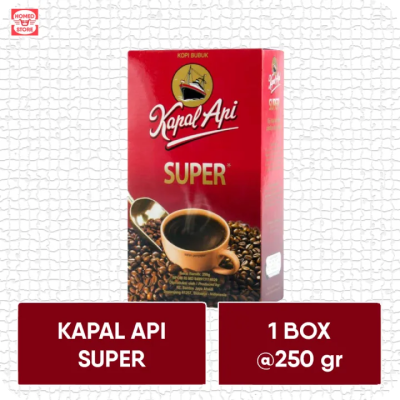 HOMED
STORE
KOPI BUBUK
Kapal Api
SUPER
KAPAL API
SUPER
1 BOX
@250 gr